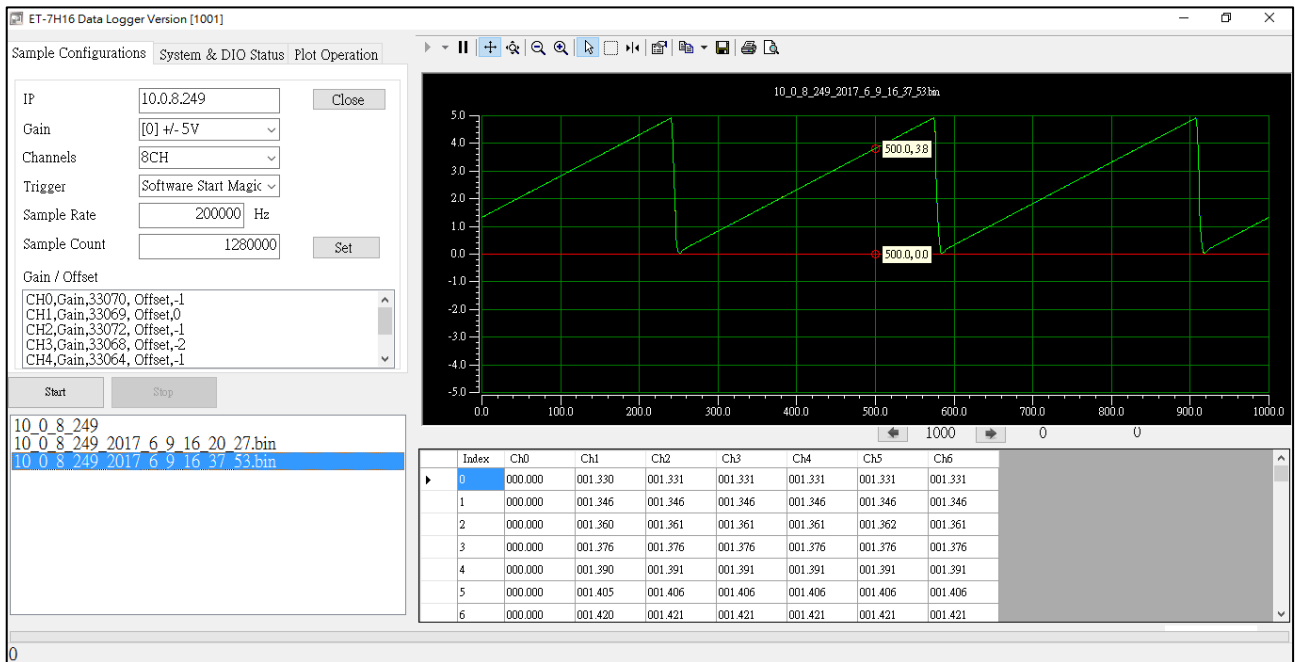 ET-7H16 Data Logger Version [1001]
Sample Configurations System & DIO Status Plot Operation
IP 10.0.8.249 Close
Gain [0] +/- 5V
Channels 8CH
Trigger Software Start Magic
Sample Rate 200000 Hz
Sample Count 1280000 Set
Gain / Offset
CH0,Gain,33070, Offset,-1
CH1,Gain,33069, Offset,0
CH2,Gain,33072, Offset,-1
CH3,Gain,33068, Offset,-2
CH4,Gain,33064, Offset,-1
Start Stop
10_0_8_249
10_0_8_249_2017_6_9_16_20_27.bin
10_0_8_249_2017_6_9_16_37_53.bin
0
10_0_8_249_2017_6_9_16_37_53.bin
5.0
4.0
3.0
2.0
1.0
0.0
-1.0
-2.0
-3.0
-4.0
-5.0
500.0, 3.8
500.0, 0.0
0.0 100.0 200.0 300.0 400.0 500.0 600.0 700.0 800.0 900.0 1000.0
1000 0 0
Index Ch0 Ch1 Ch2 Ch3 Ch4 Ch5 Ch6
0 000.000 001.330 001.331 001.331 001.331 001.331 001.331
1 000.000 001.346 001.346 001.346 001.346 001.346 001.346
2 000.000 001.360 001.361 001.361 001.361 001.362 001.361
3 000.000 001.376 001.376 001.376 001.376 001.376 001.376
4 000.000 001.390 001.391 001.391 001.391 001.391 001.391
5 000.000 001.405 001.406 001.406 001.406 001.406 001.406
6 000.000 001.420 001.421 001.421 001.421 001.421 001.421